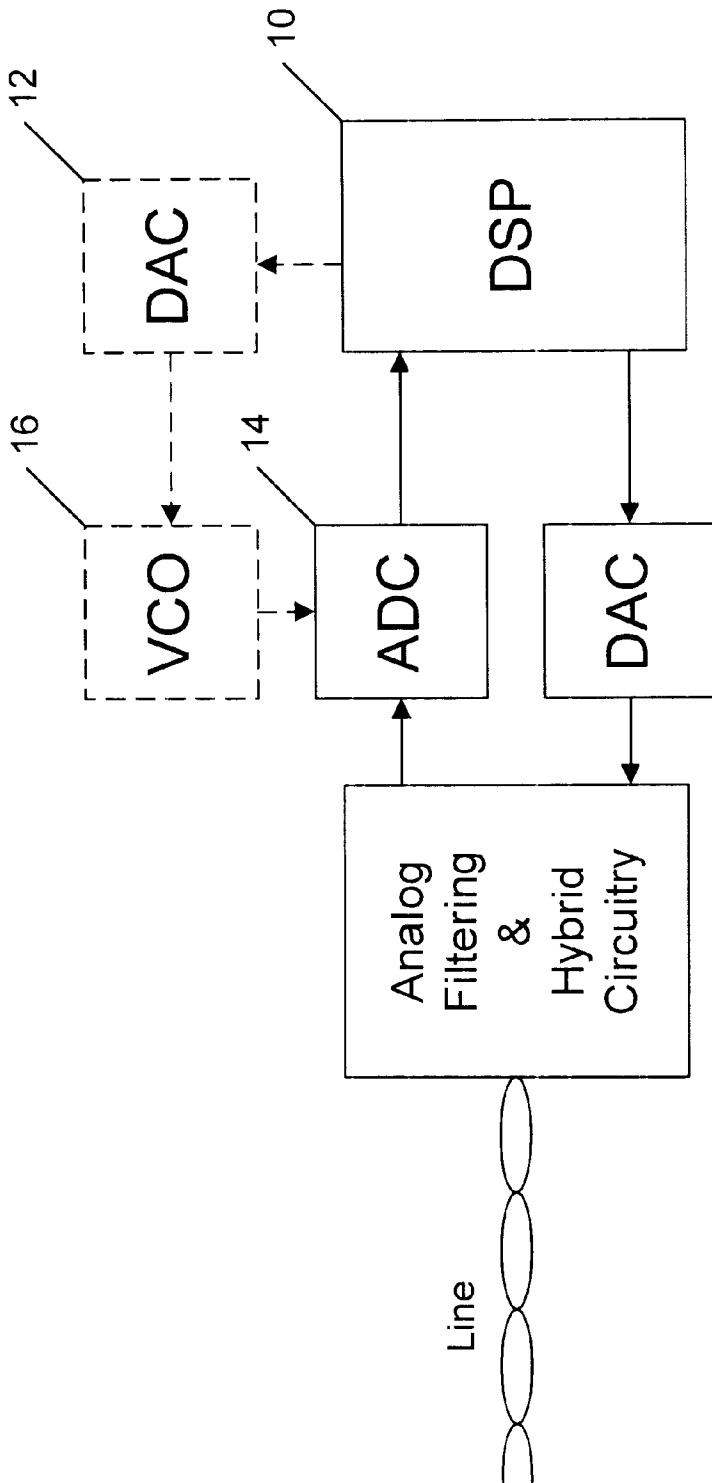 12
10
16
14
DAC
DSP
VCO
ADC
DAC
Analog
Filtering
&
Hybrid
Circuitry
Line